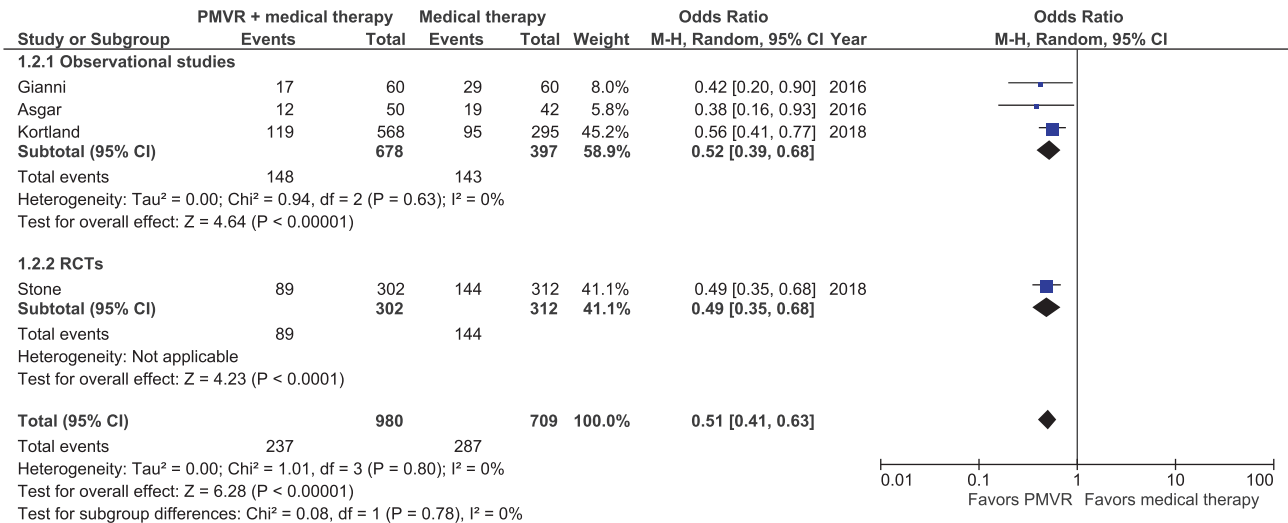 PMVR + medical therapy Medical therapy Odds Ratio Odds Ratio
Study or Subgroup Events Total Events Total Weight M-H, Random, 95% CI Year M-H, Random, 95% CI
1.2.1 Observational studies
Gianni 17 60 29 60 8.0% 0.42 [0.20, 0.90] 2016
Asgar 12 50 19 42 5.8% 0.38 [0.16, 0.93] 2016
Kortland 119 568 95 295 45.2% 0.56 [0.41, 0.77] 2018
Subtotal (95% CI) 678 397 58.9% 0.52 [0.39, 0.68]
Total events 148 143
Heterogeneity: Tau² = 0.00; Chi² = 0.94, df = 2 (P = 0.63); I² = 0%
Test for overall effect: Z = 4.64 (P < 0.00001)
1.2.2 RCTs
Stone 89 302 144 312 41.1% 0.49 [0.35, 0.68] 2018
Subtotal (95% CI) 302 312 41.1% 0.49 [0.35, 0.68]
Total events 89 144
Heterogeneity: Not applicable
Test for overall effect: Z = 4.23 (P < 0.0001)
Total (95% CI) 980 709 100.0% 0.51 [0.41, 0.63]
Total events 237 287
Heterogeneity: Tau² = 0.00; Chi² = 1.01, df = 3 (P = 0.80); I² = 0%
Test for overall effect: Z = 6.28 (P < 0.00001)
Test for subgroup differences: Chi² = 0.08, df = 1 (P = 0.78), I² = 0%
0.01 0.1 1 10 100
Favors PMVR Favors medical therapy